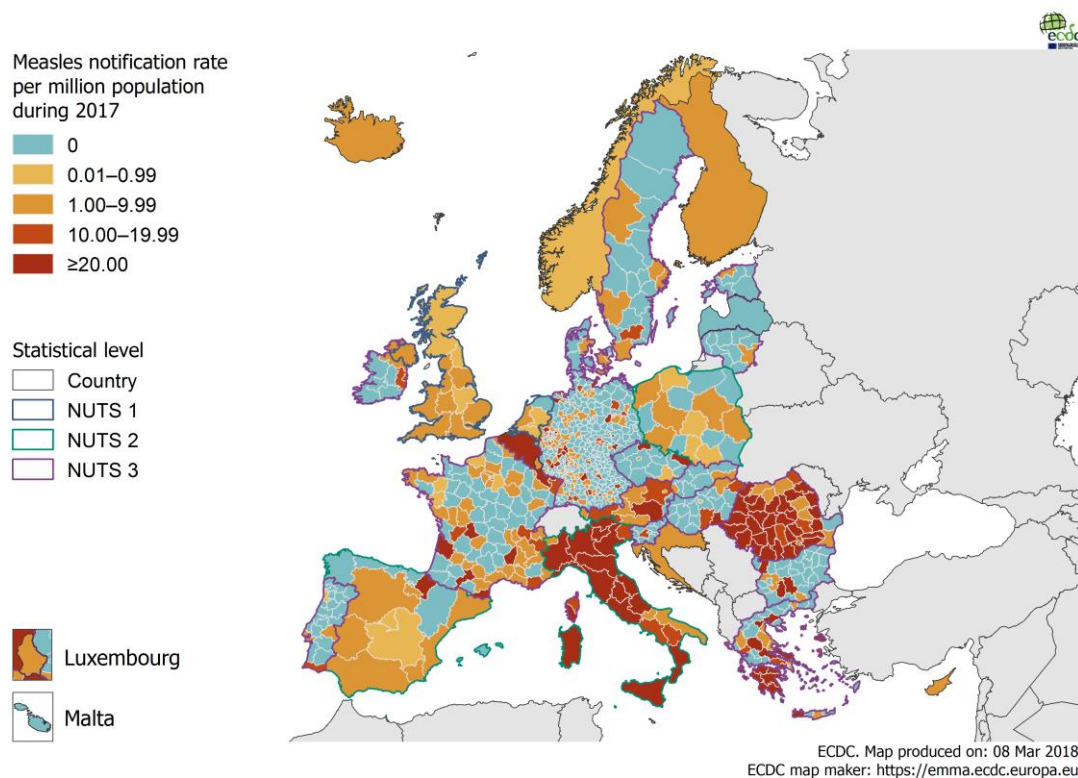 ecdc
Measles notification rate
per million population
during 2017
0
0.01–0.99
1.00–9.99
10.00–19.99
≥20.00
Statistical level
Country
NUTS 1
NUTS 2
NUTS 3
Luxembourg
Malta
ECDC. Map produced on: 08 Mar 2018
ECDC map maker: https://emma.ecdc.europa.eu